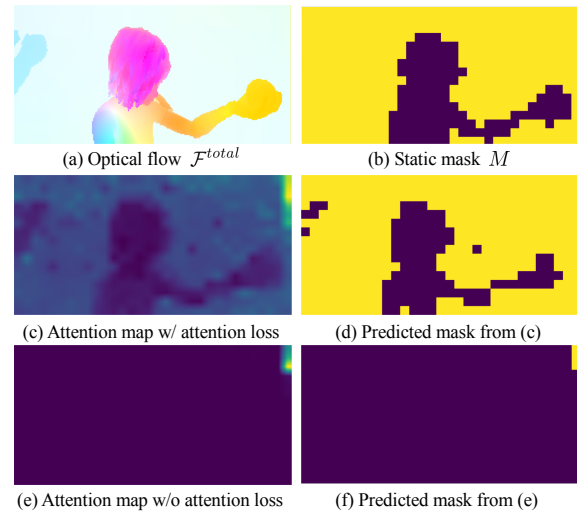 (a) Optical flow 𝓕^{total}
(b) Static mask M
(c) Attention map w/ attention loss
(d) Predicted mask from (c)
(e) Attention map w/o attention loss
(f) Predicted mask from (e)